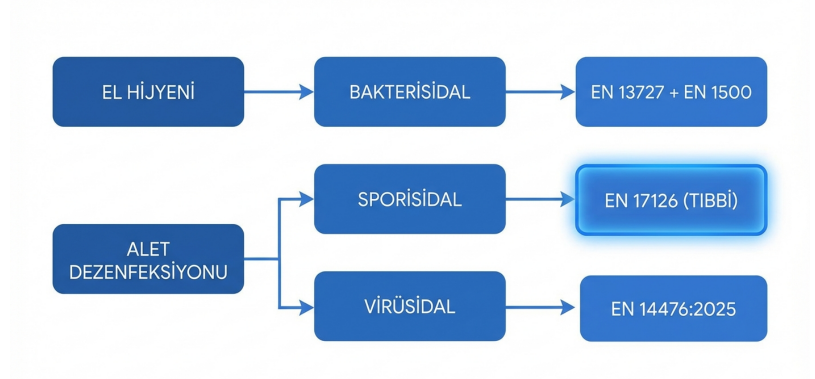 EL HİJYENİ
BAKTERİSİDAL
EN 13727 + EN 1500
ALET
DEZENFEKSİYONU
SPORİSİDAL
EN 17126 (TIBBİ)
VİRÜSİDAL
EN 14476:2025